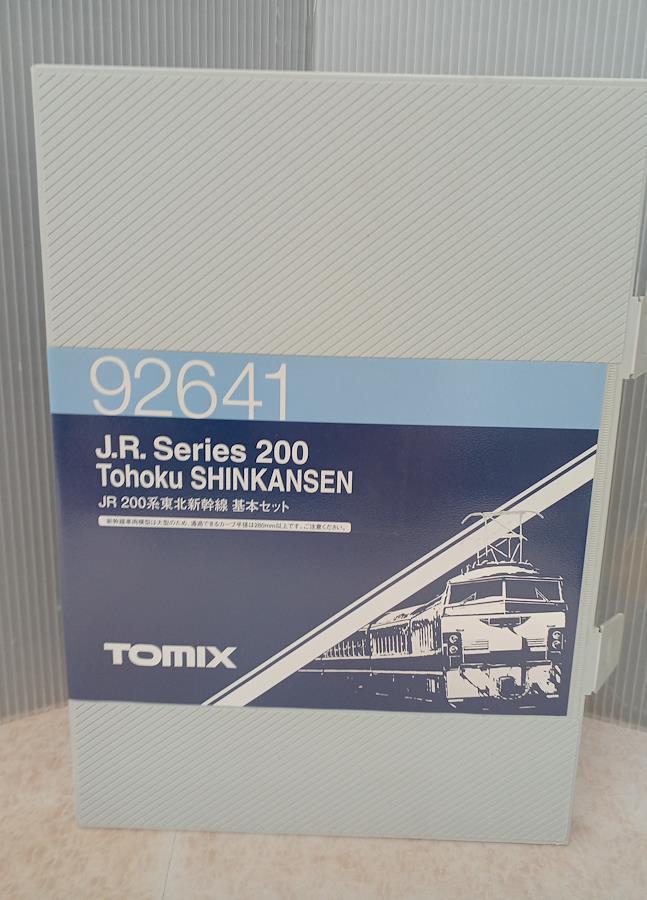 92641
J.R. Series 200
Tohoku SHINKANSEN
JR 200系東北新幹線 基本セット
新幹線車両模型は大型のため、通過できるカーブ半径は280mm以上です。ご注意ください。
TOMIX